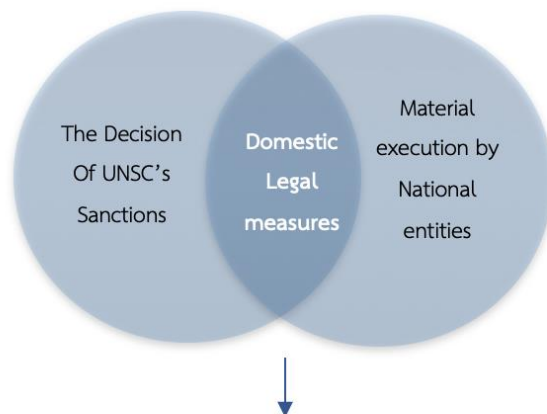 The Decision
Of UNSC’s
Sanctions
Domestic
Legal
measures
Material
execution by
National
entities